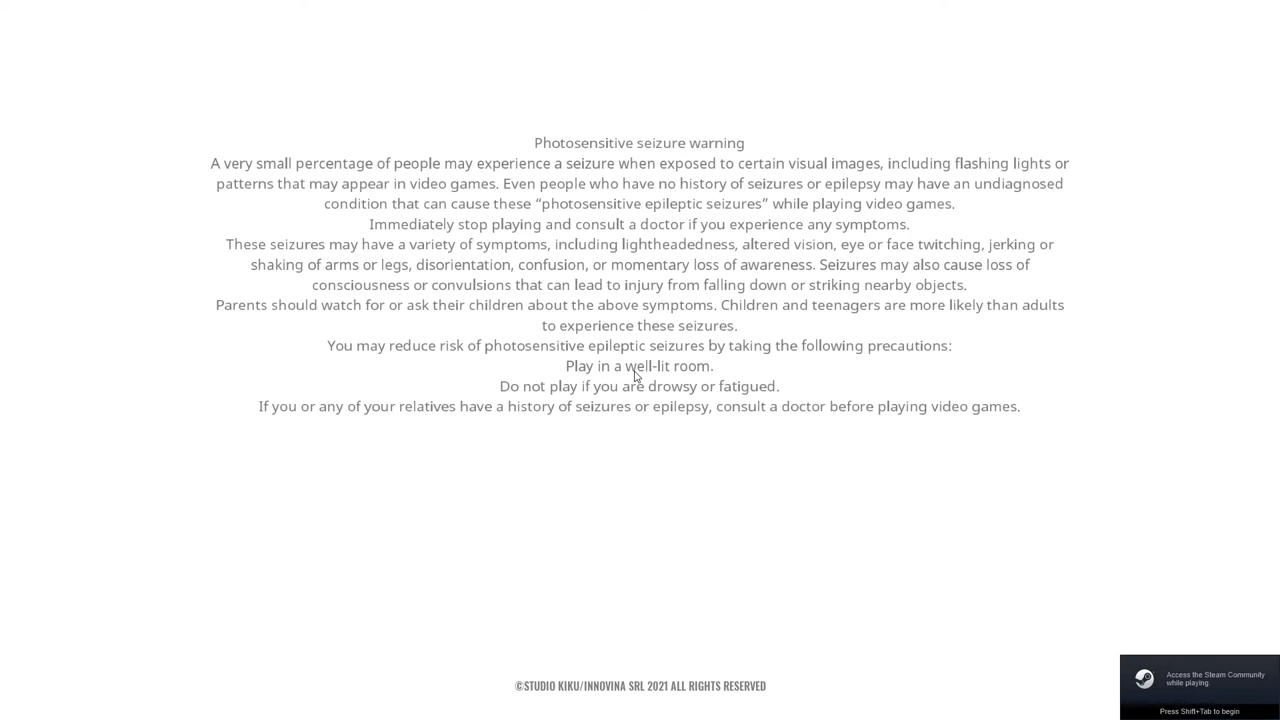 Photosensitive seizure warning
A very small percentage of people may experience a seizure when exposed to certain visual images, including flashing lights or
patterns that may appear in video games. Even people who have no history of seizures or epilepsy may have an undiagnosed
condition that can cause these “photosensitive epileptic seizures” while playing video games.
Immediately stop playing and consult a doctor if you experience any symptoms.
These seizures may have a variety of symptoms, including lightheadedness, altered vision, eye or face twitching, jerking or
shaking of arms or legs, disorientation, confusion, or momentary loss of awareness. Seizures may also cause loss of
consciousness or convulsions that can lead to injury from falling down or striking nearby objects.
Parents should watch for or ask their children about the above symptoms. Children and teenagers are more likely than adults
to experience these seizures.
You may reduce risk of photosensitive epileptic seizures by taking the following precautions:
Play in a well-lit room.
Do not play if you are drowsy or fatigued.
If you or any of your relatives have a history of seizures or epilepsy, consult a doctor before playing video games.
©STUDIO KIKU/INNOVINA SRL 2021 ALL RIGHTS RESERVED
Access the Steam Community
while playing.
Press Shift+Tab to begin